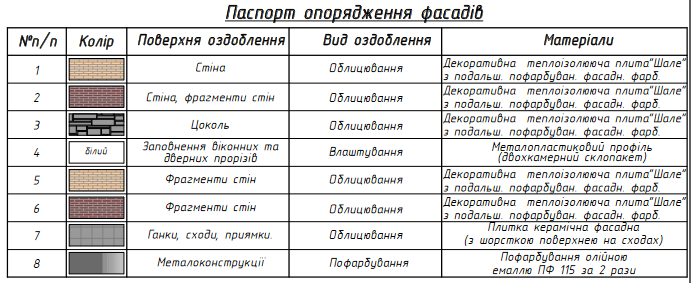 Паспорт опорядження фасадів
№п/п Колір Поверхня оздоблення Вид оздоблення Матеріали
1 Стіна Облицювання Декоративна теплоізолююча плита"Шале"
з подальш. пофарбуван. фасадн. фарб.
2 Стіна, фрагменти стін Облицювання Декоративна теплоізолююча плита"Шале"
з подальш. пофарбуван. фасадн. фарб.
3 Цоколь Облицювання Декоративна теплоізолююча плита"Шале"
з подальш. пофарбуван. фасадн. фарб.
4 білий Заповнення віконних та
дверних прорізів Влаштування Металопластиковий профіль
(двохкамерний склопакет)
5 Фрагменти стін Облицювання Декоративна теплоізолююча плита"Шале"
з подальш. пофарбуван. фасадн. фарб.
6 Фрагменти стін Облицювання Декоративна теплоізолююча плита"Шале"
з подальш. пофарбуван. фасадн. фарб.
7 Ганки, сходи, приямки. Облицювання Плитка керамічна фасадна
(з шорсткою поверхнею на сходах)
8 Металоконструкції Пофарбування Пофарбування олійною
емаллю ПФ 115 за 2 рази